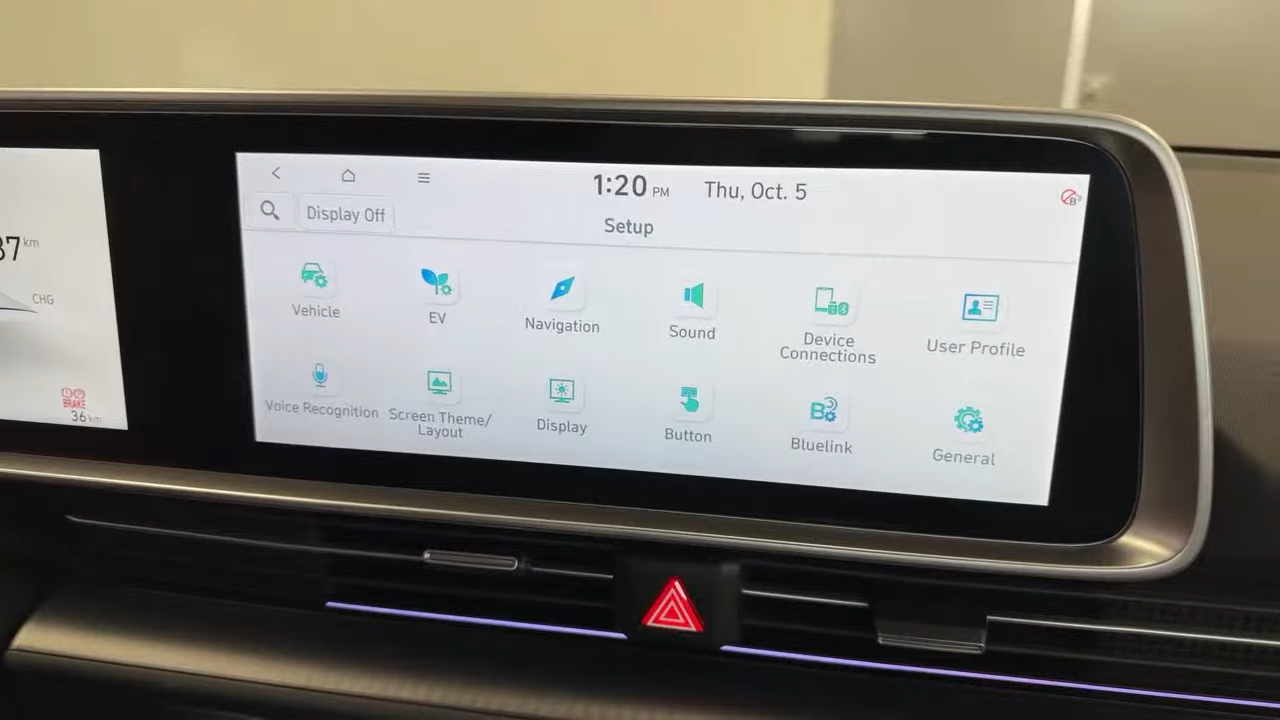 1:20 PM Thu, Oct. 5
Display Off
Setup
Vehicle
EV
Navigation
Sound
Device
Connections
User Profile
Voice Recognition
Screen Theme/
Layout
Display
Button
Bluelink
General
km
CHG
BRAKE
36 km